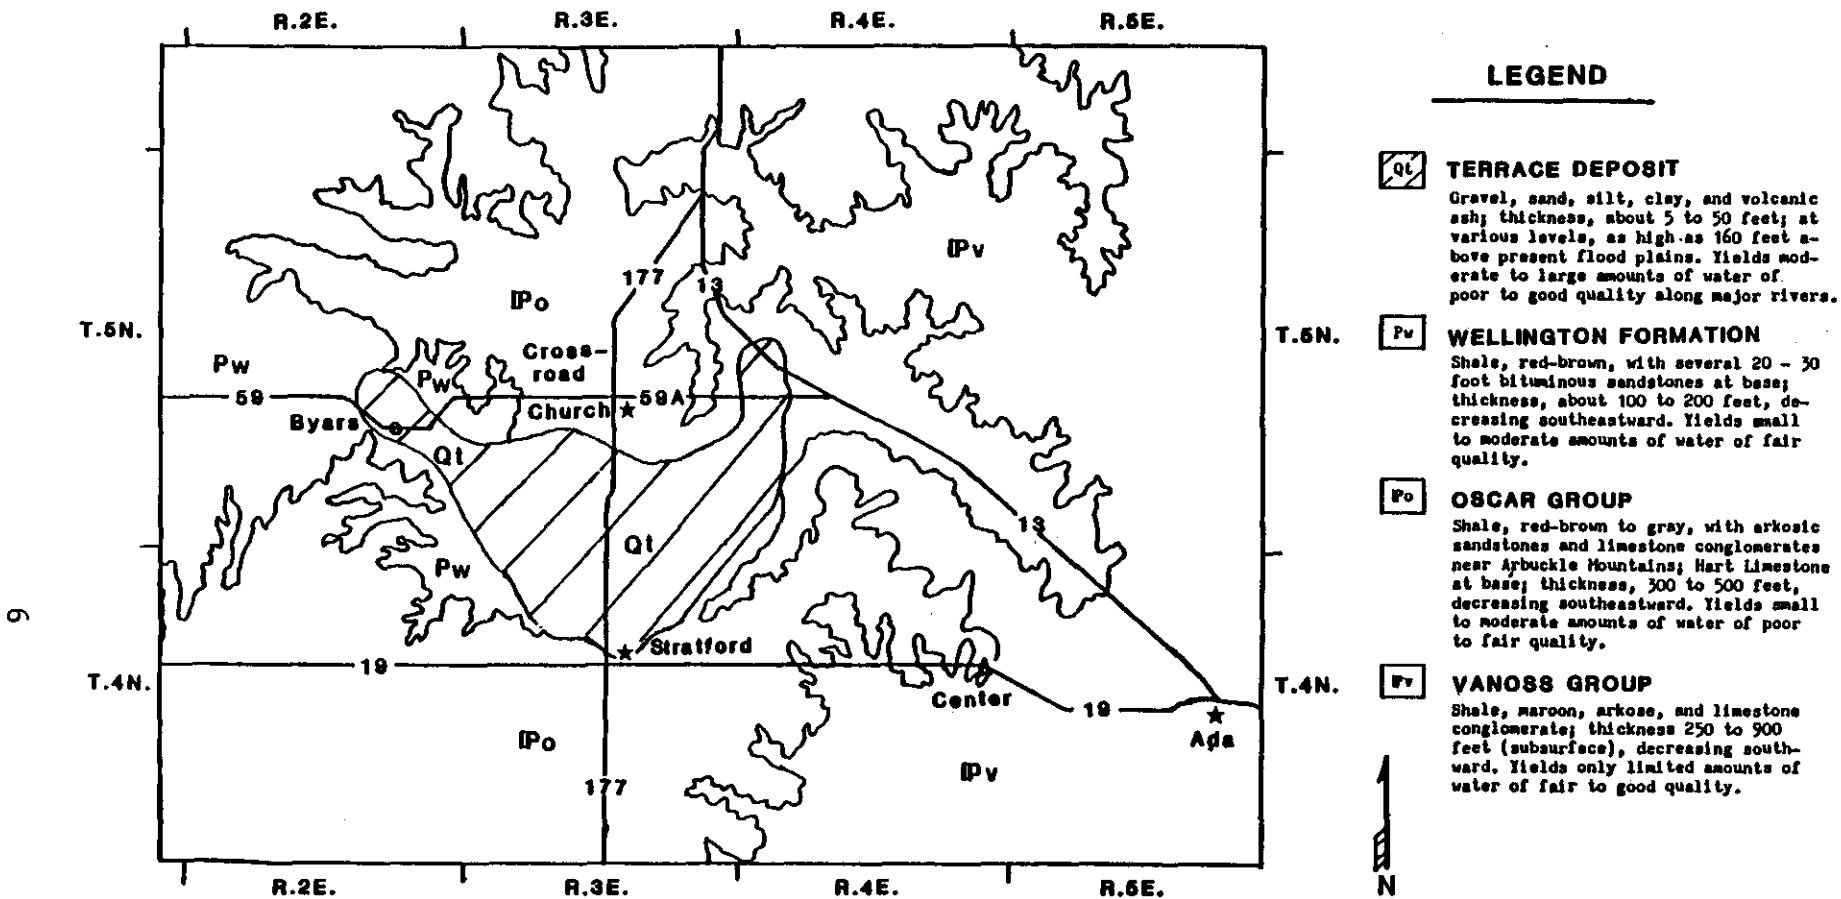 R.2E. R.3E. R.4E. R.5E.
LEGEND
Qt TERRACE DEPOSIT
Gravel, sand, silt, clay, and volcanic
ash; thickness, about 5 to 50 feet; at
various levels, as high as 160 feet a-
bove present flood plains. Yields mod-
erate to large amounts of water of
poor to good quality along major rivers.
Pw WELLINGTON FORMATION
Shale, red-brown, with several 20 - 30
foot bituminous sandstones at base;
thickness, about 100 to 200 feet, de-
creasing southeastward. Yields small
to moderate amounts of water of fair
quality.
IPo OSCAR GROUP
Shale, red-brown to gray, with arkosic
sandstones and limestone conglomerates
near Arbuckle Mountains; Hart Limestone
at base; thickness, 300 to 500 feet,
decreasing southeastward. Yields small
to moderate amounts of water of poor
to fair quality.
IPv VANOSS GROUP
Shale, maroon, arkose, and limestone
conglomerate; thickness 250 to 900
feet (subsurface), decreasing south-
ward. Yields only limited amounts of
water of fair to good quality.
N
IPv
177
13
IPo
T.5N.
T.5N.
Cross-
road
Pw
Pw
59
59A
Church
Byars
Qt
13
Qt
Pw
9
Stratford
19
T.4N.
T.4N.
Center
19
Ada
IPo
IPv
177
R.2E. R.3E. R.4E. R.5E.